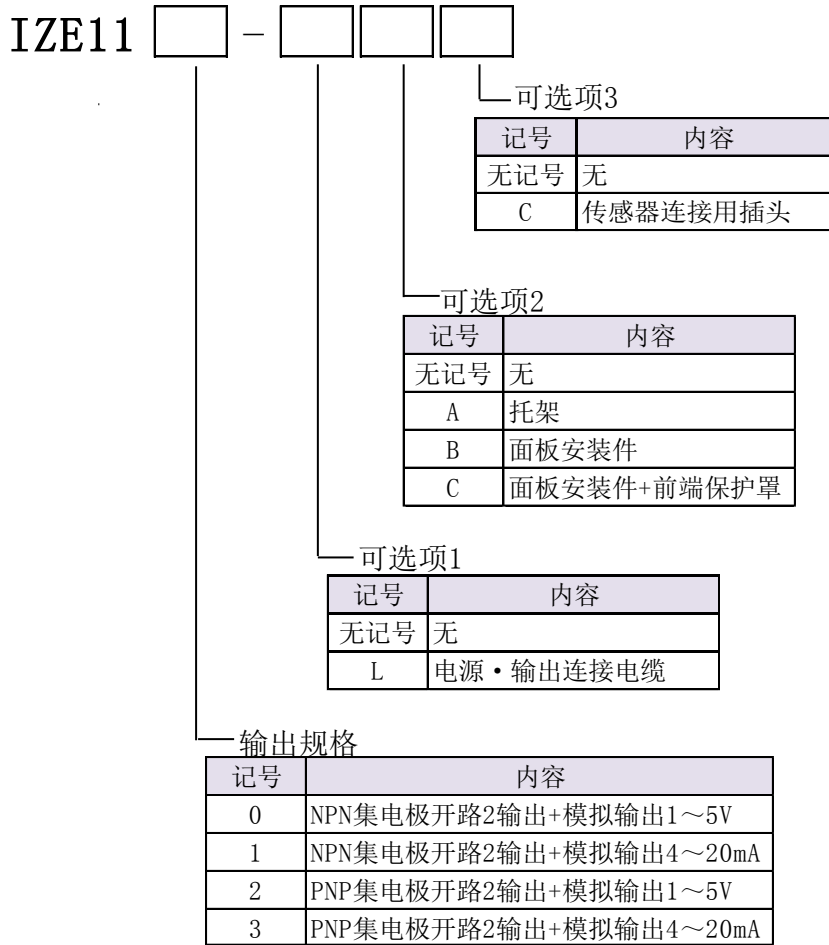 IZE11 -
可选项3
记号 内容
无记号 无
C 传感器连接用插头
可选项2
记号 内容
无记号 无
A 托架
B 面板安装件
C 面板安装件+前端保护罩
可选项1
记号 内容
无记号 无
L 电源・输出连接电缆
输出规格
记号 内容
0 NPN集电极开路2输出+模拟输出1～5V
1 NPN集电极开路2输出+模拟输出4～20mA
2 PNP集电极开路2输出+模拟输出1～5V
3 PNP集电极开路2输出+模拟输出4～20mA